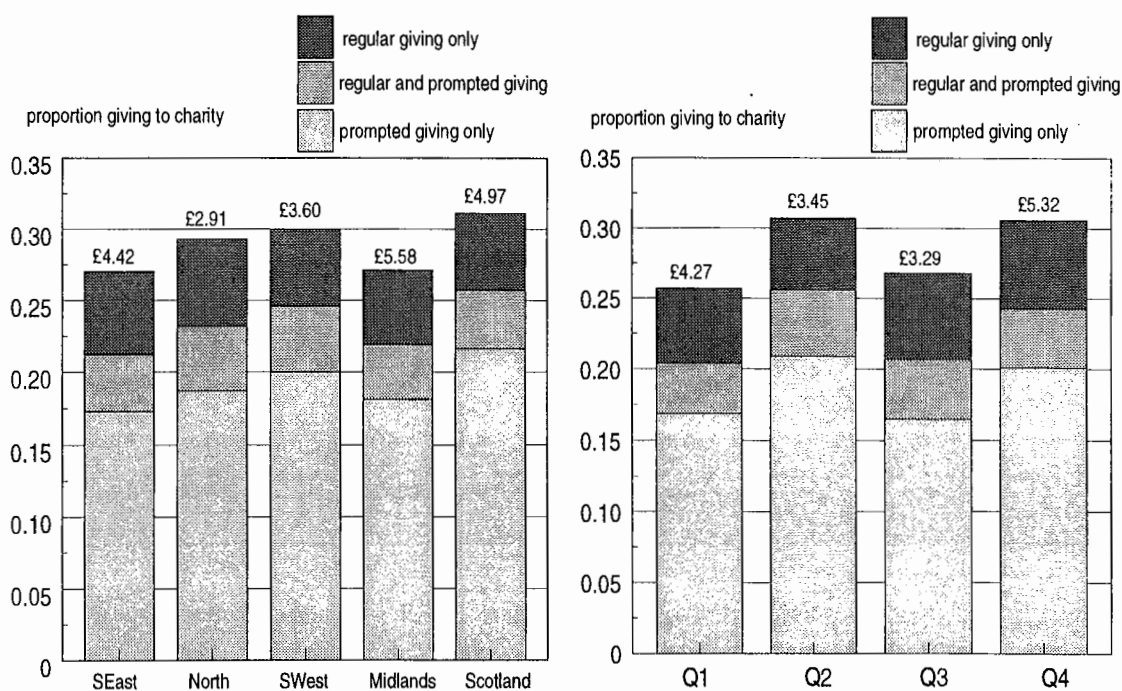 regular giving only
regular and prompted giving
prompted giving only
proportion giving to charity
0.35
0.30
0.25
0.20
0.15
0.10
0.05
0
£4.42
£2.91
£3.60
£5.58
£4.97
SEast
North
SWest
Midlands
Scotland
regular giving only
regular and prompted giving
prompted giving only
proportion giving to charity
0.35
0.30
0.25
0.20
0.15
0.10
0.05
0
£4.27
£3.45
£3.29
£5.32
Q1
Q2
Q3
Q4